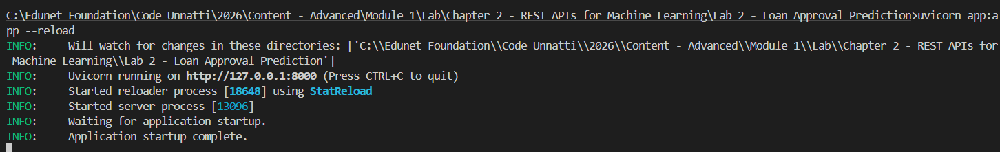 C:\Edunet Foundation\Code Unnatti\2026\Content - Advanced\Module 1\Lab\Chapter 2 - REST APIs for Machine Learning\Lab 2 - Loan Approval Prediction>uvicorn app:a
pp --reload
INFO:     Will watch for changes in these directories: ['C:\\Edunet Foundation\\Code Unnatti\\2026\\Content - Advanced\\Module 1\\Lab\\Chapter 2 - REST APIs for
 Machine Learning\\Lab 2 - Loan Approval Prediction']
INFO:     Uvicorn running on http://127.0.0.1:8000 (Press CTRL+C to quit)
INFO:     Started reloader process [18648] using StatReload
INFO:     Started server process [13096]
INFO:     Waiting for application startup.
INFO:     Application startup complete.